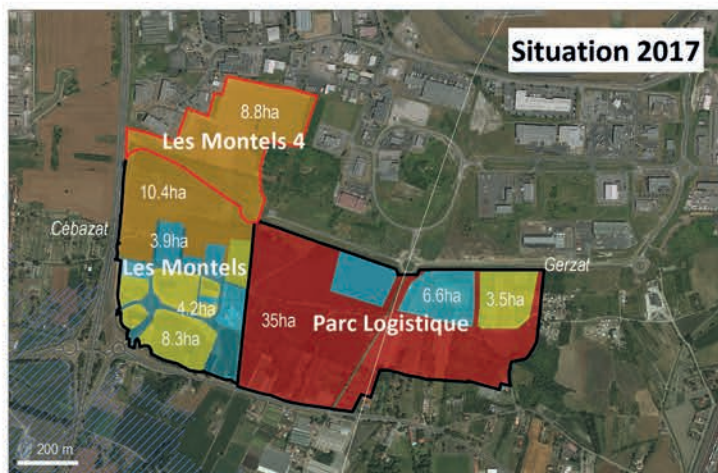 Situation 2017
8.8ha
Les Montels 4
10.4ha
Cébazat
3.9ha
Gerzat
Les Montels
6.6ha
3.5ha
4.2ha
35ha
Parc Logistique
8.3ha
200 m